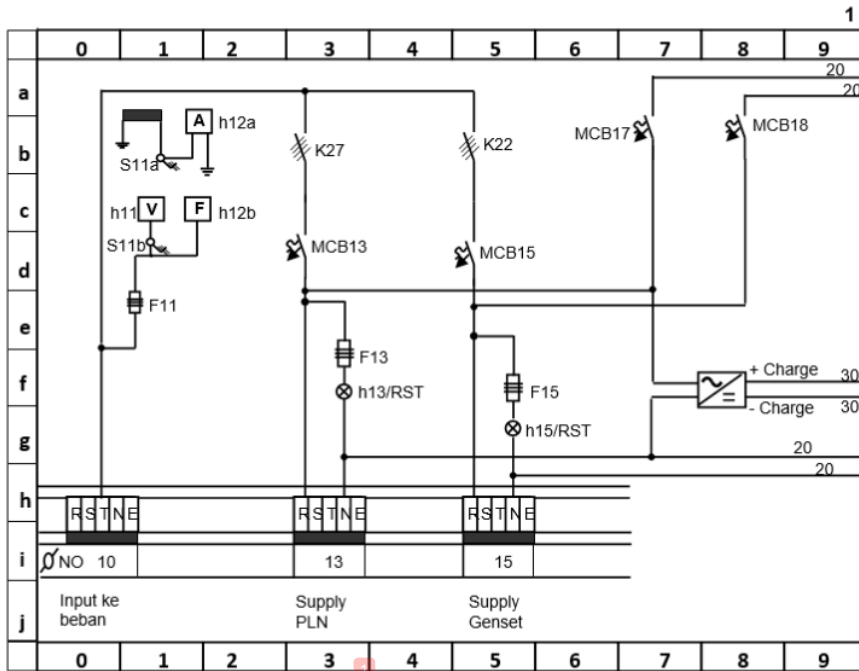 1
0 1 2 3 4 5 6 7 8 9
a
20
20
A h12a
MCB17 MCB18
b
S11a K27 K22
c
h11 V F h12b
S11b MCB13 MCB15
d
F11
e
F13
+ Charge 30
f
h13/RST F15
- Charge 30
g
h15/RST
20
20
h
R S T N E R S T N E R S T N E
i
NO 10 13 15
j
Input ke Supply Supply
beban PLN Genset
0 1 2 3 4 5 6 7 8 9